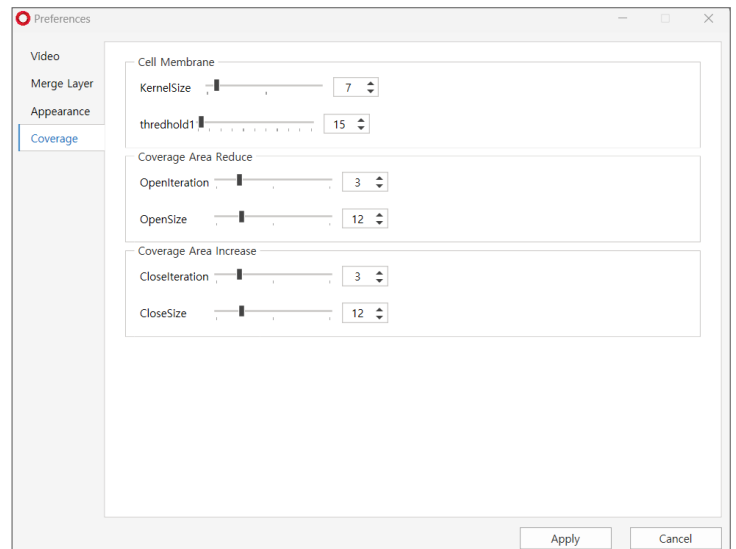 Preferences
Video
Merge Layer
Appearance
Coverage
Cell Membrane
KernelSize 7
thredhold1 15
Coverage Area Reduce
OpenIteration 3
OpenSize 12
Coverage Area Increase
CloseIteration 3
CloseSize 12
Apply Cancel